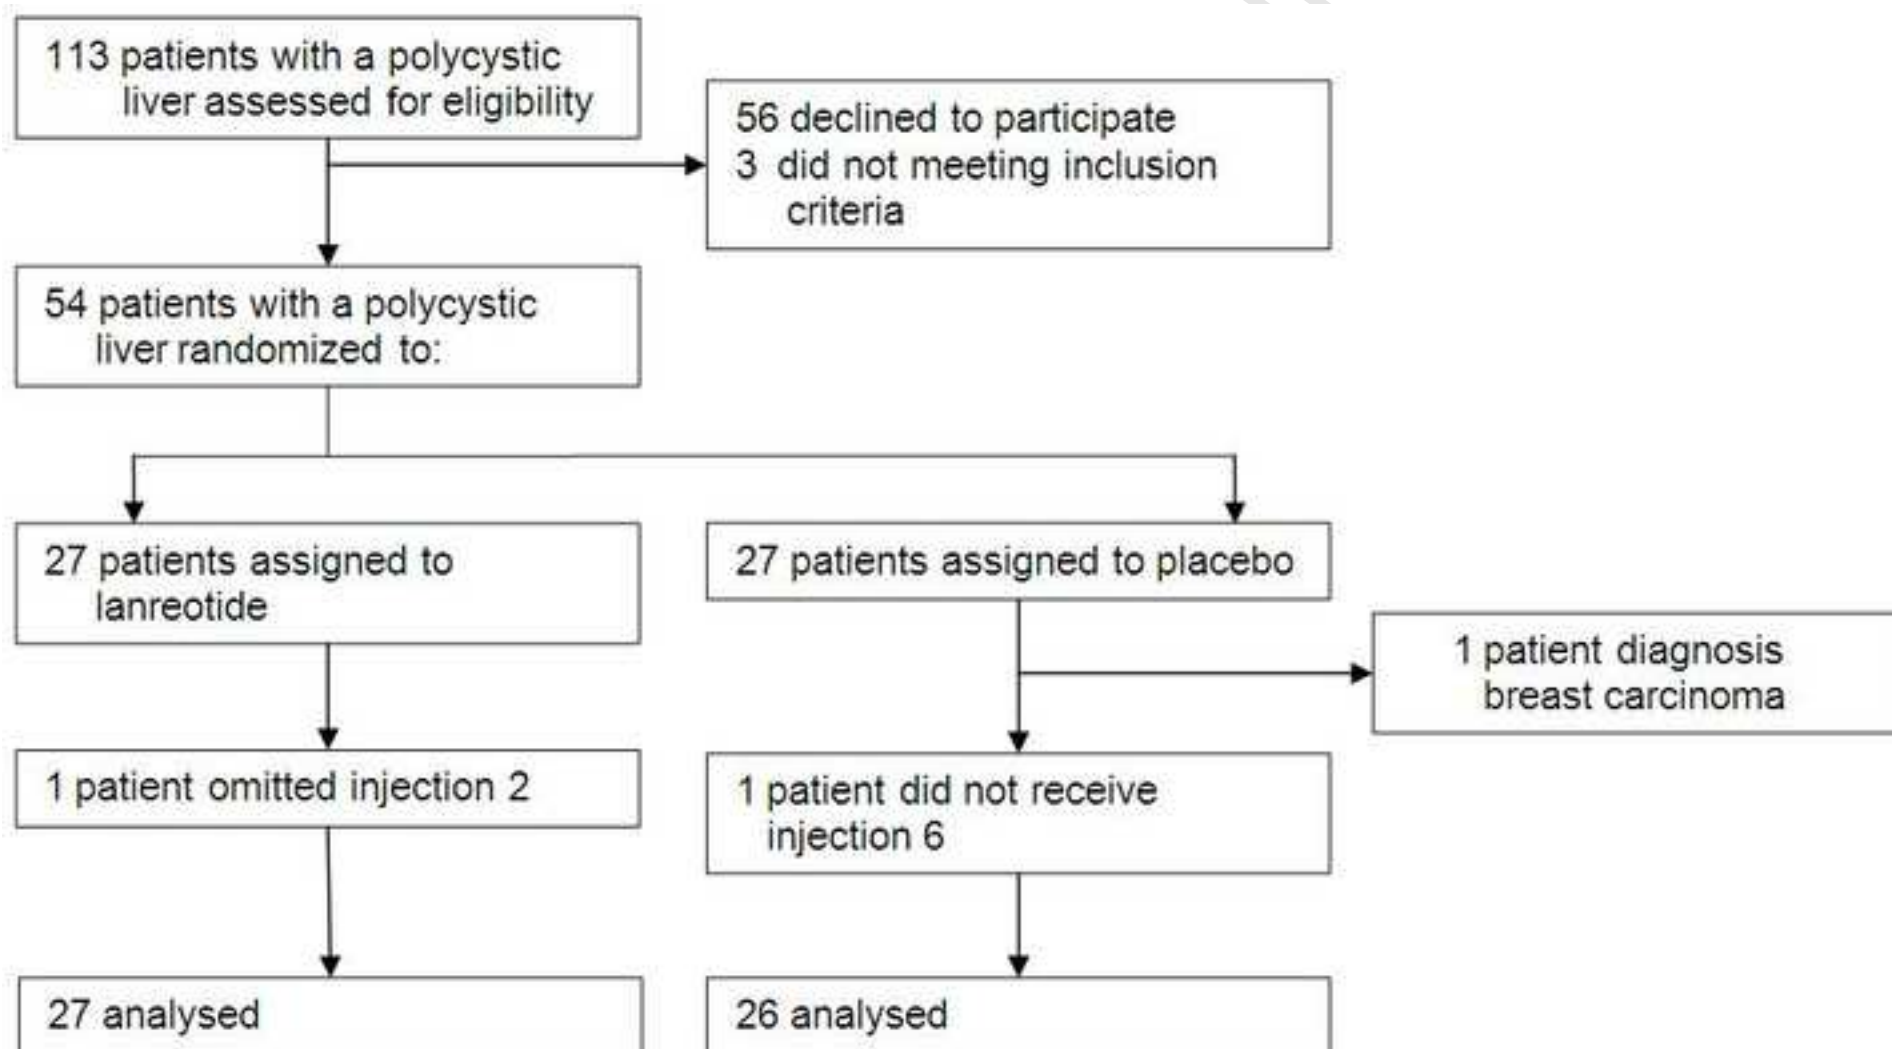 113 patients with a polycystic
liver assessed for eligibility
56 declined to participate
3 did not meeting inclusion
criteria
54 patients with a polycystic
liver randomized to:
27 patients assigned to
lanreotide
27 patients assigned to placebo
1 patient diagnosis
breast carcinoma
1 patient omitted injection 2
1 patient did not receive
injection 6
27 analysed
26 analysed